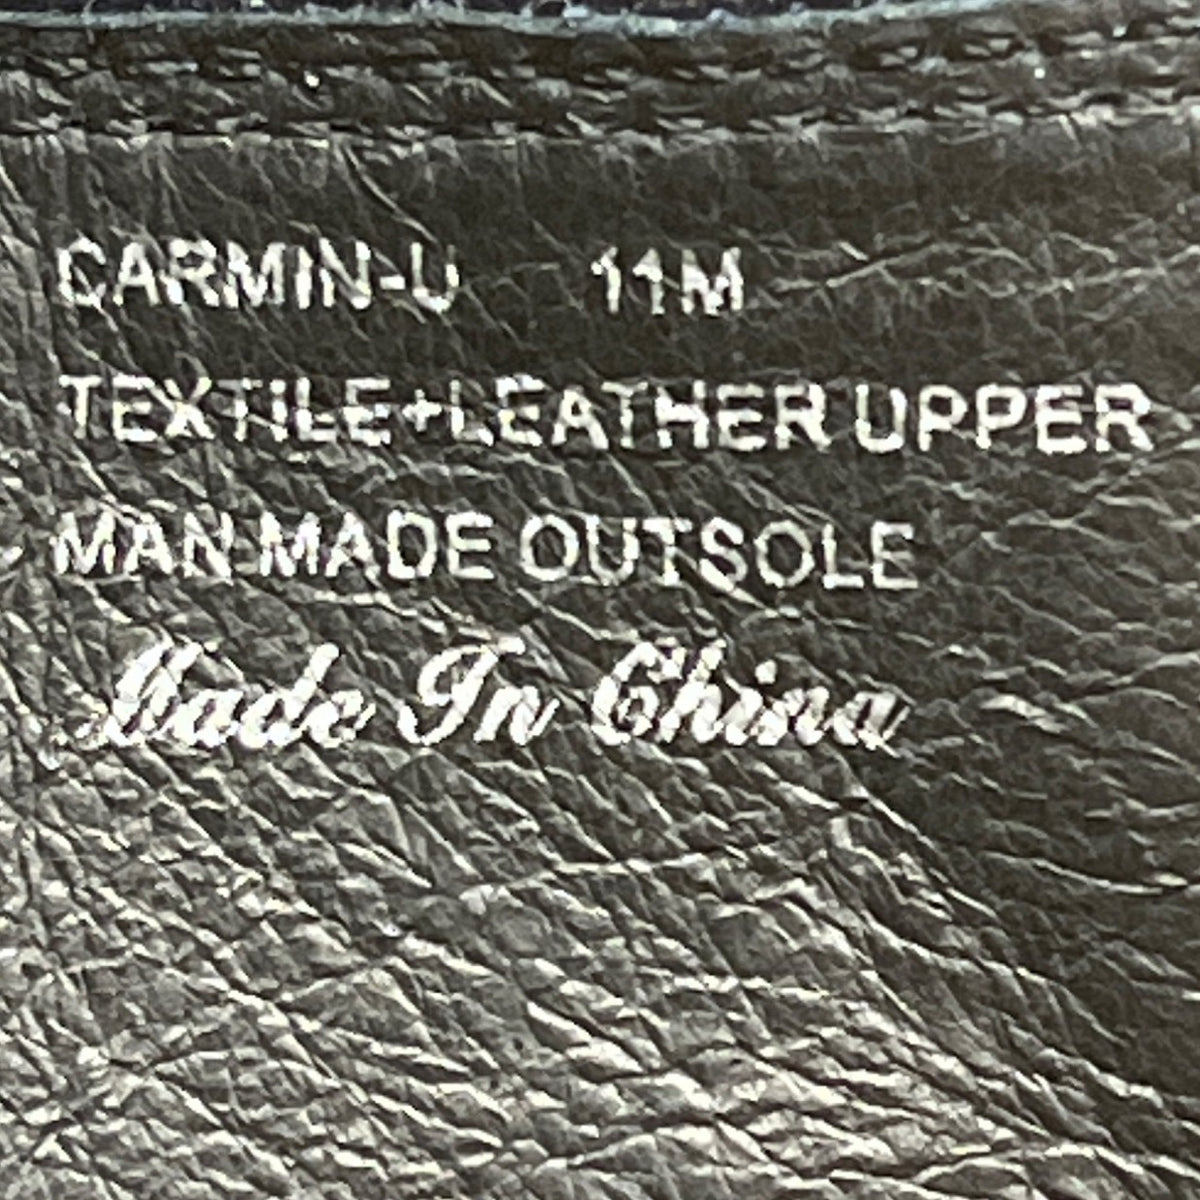 CARMIN-U 11M
TEXTILE+LEATHER UPPER
MAN MADE OUTSOLE
Made In China